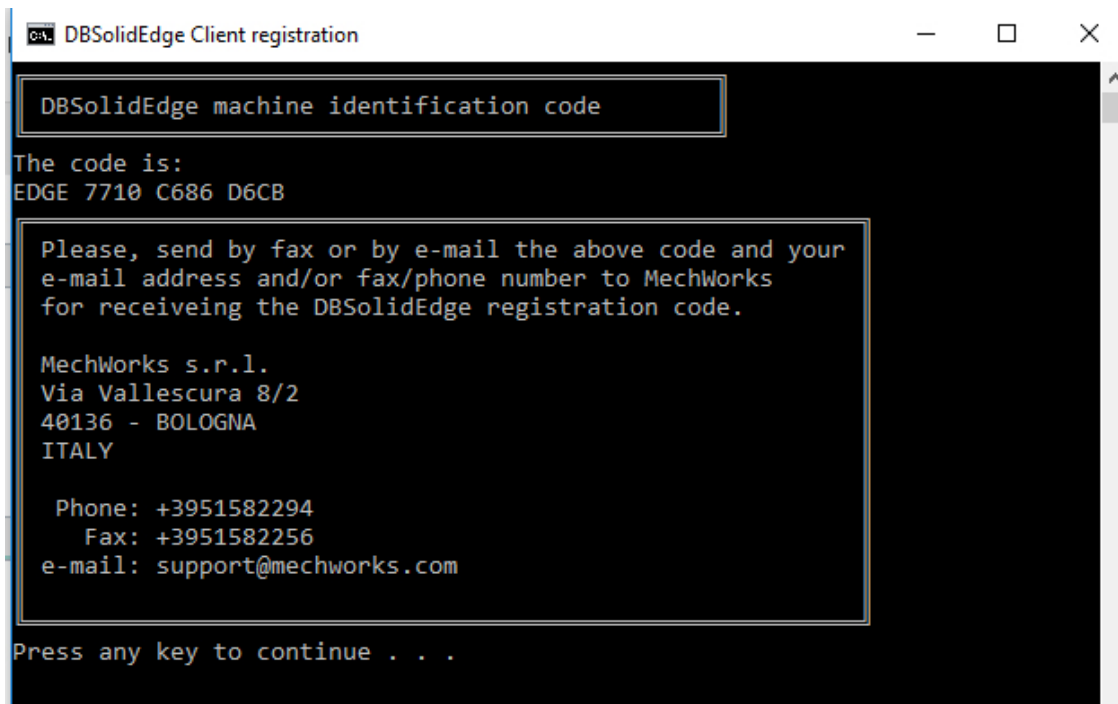 DBSolidEdge Client registration
DBSolidEdge machine identification code
The code is:
EDGE 7710 C686 D6CB
Please, send by fax or by e-mail the above code and your
e-mail address and/or fax/phone number to MechWorks
for receiveing the DBSolidEdge registration code.
MechWorks s.r.l.
Via Vallescura 8/2
40136 - BOLOGNA
ITALY
Phone: +3951582294
Fax: +3951582256
e-mail: support@mechworks.com
Press any key to continue . . .